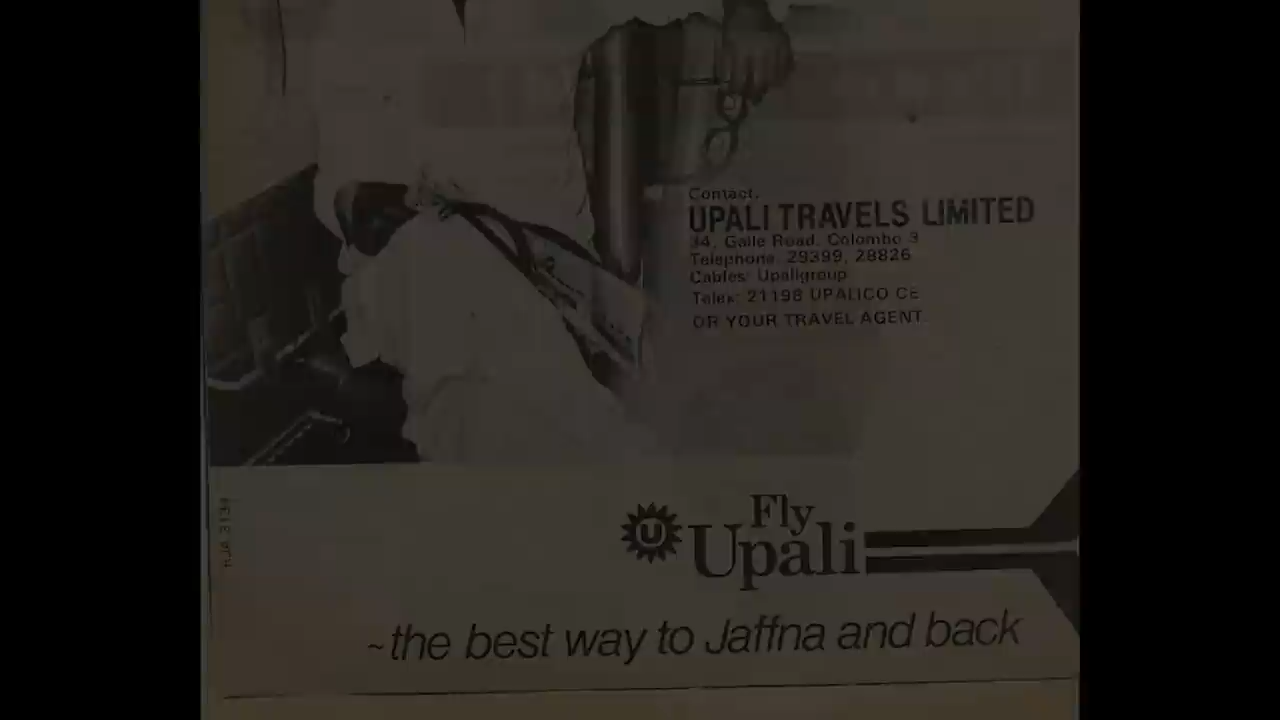 Contact.
UPALI TRAVELS LIMITED
34, Galle Road, Colombo 3
Telephone: 29399, 28826
Cables: Upaligroup
Telex: 21198 UPALICO CE
OR YOUR TRAVEL AGENT
U
Fly
Upali
~the best way to Jaffna and back